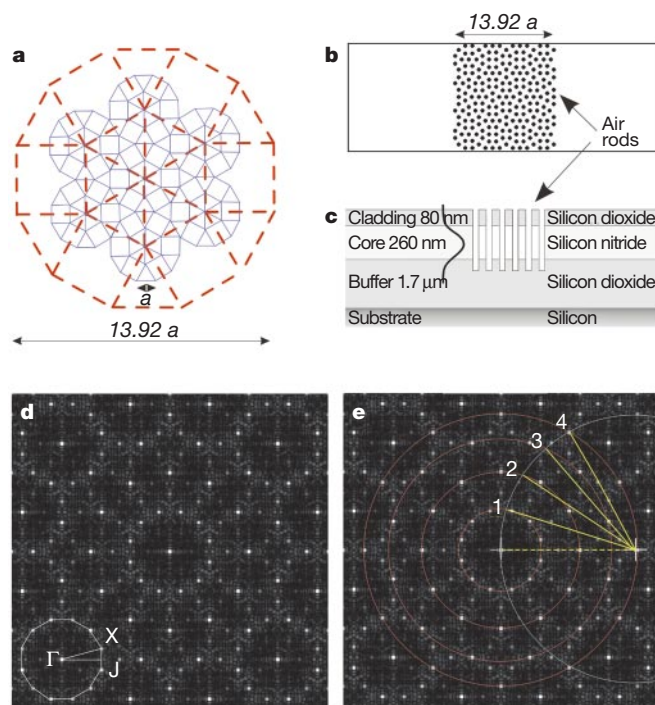 a
a
13.92 a
13.92 a
b
Air
rods
c
Cladding 80 nm
Silicon dioxide
Core 260 nm
Silicon nitride
Buffer 1.7 μm
Silicon dioxide
Substrate
Silicon
d
Γ
X
J
e
4
3
2
1